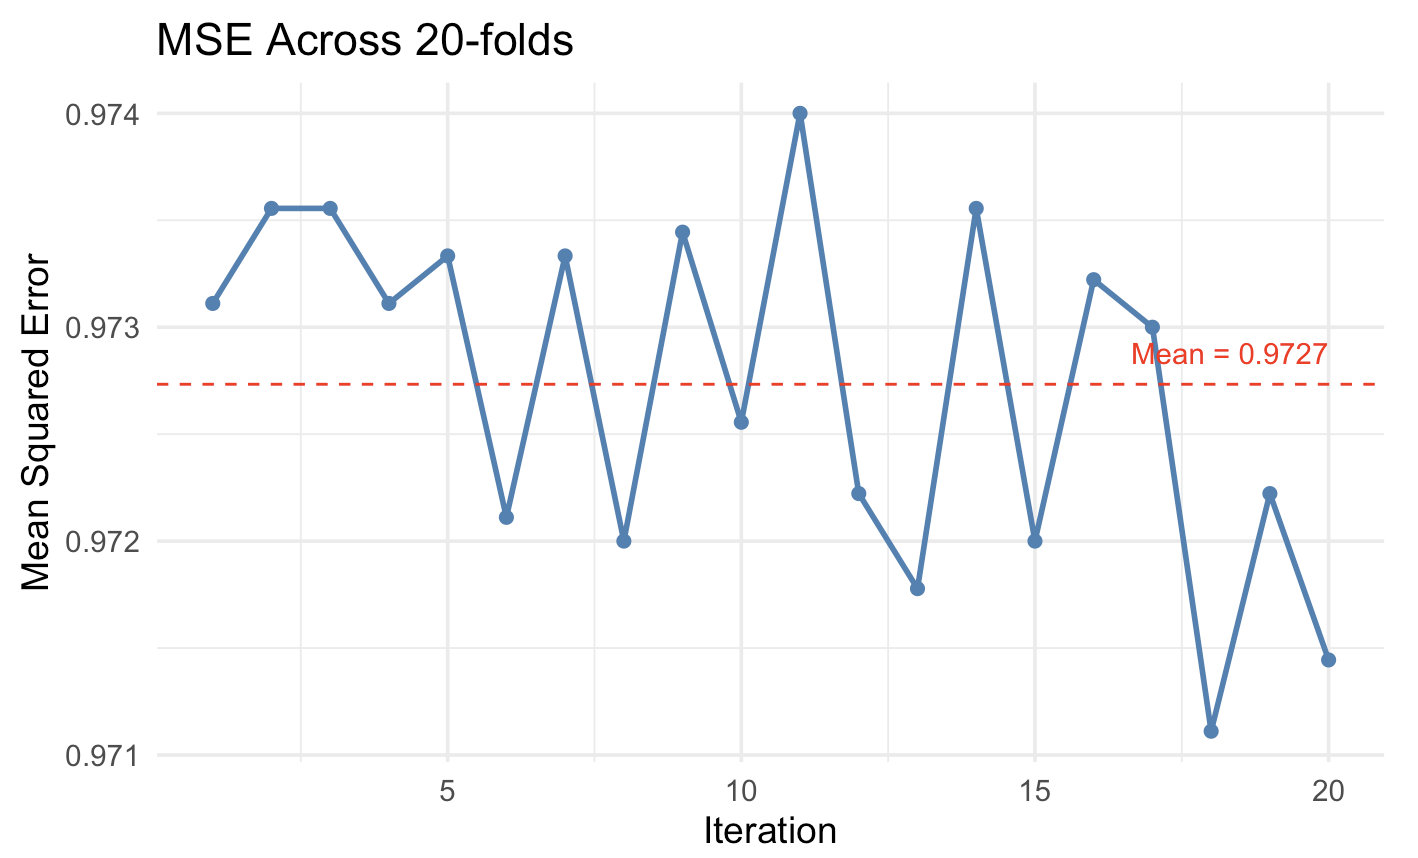 MSE Across 20-folds
Mean Squared Error
0.974
0.973
0.972
0.971
Mean = 0.9727
5
10
15
20
Iteration